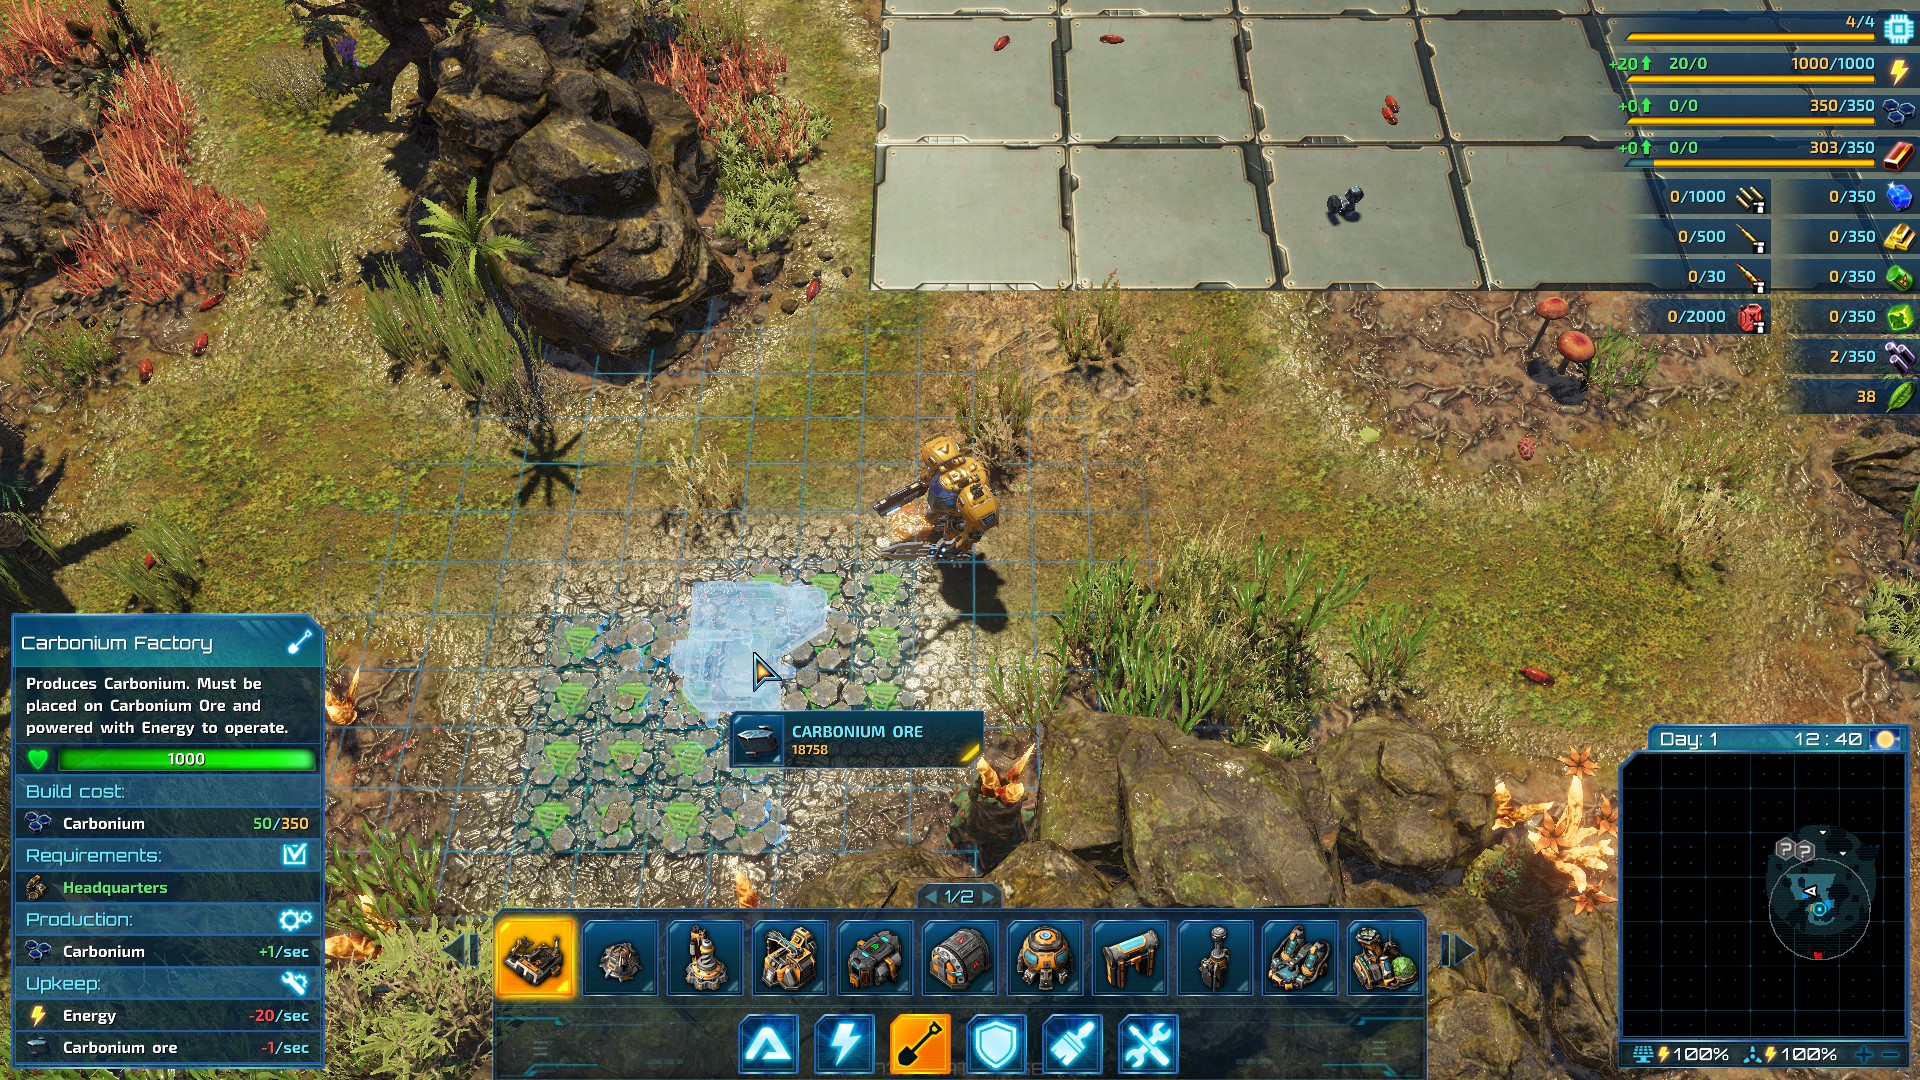 4/4
+20 20/0 1000/1000
+0 0/0 350/350
+0 0/0 303/350
0/1000 0/350
0/500 0/350
0/30 0/350
0/2000 0/350
2/350
38
Carbonium Factory
Produces Carbonium. Must be
placed on Carbonium Ore and
powered with Energy to operate.
1000
Build cost:
Carbonium 50/350
Requirements:
Headquarters
Production:
Carbonium +1/sec
Upkeep:
Energy -20/sec
Carbonium ore -1/sec
CARBONIUM ORE
18758
1/2
Day: 1 12:40
? ?
100% 100%